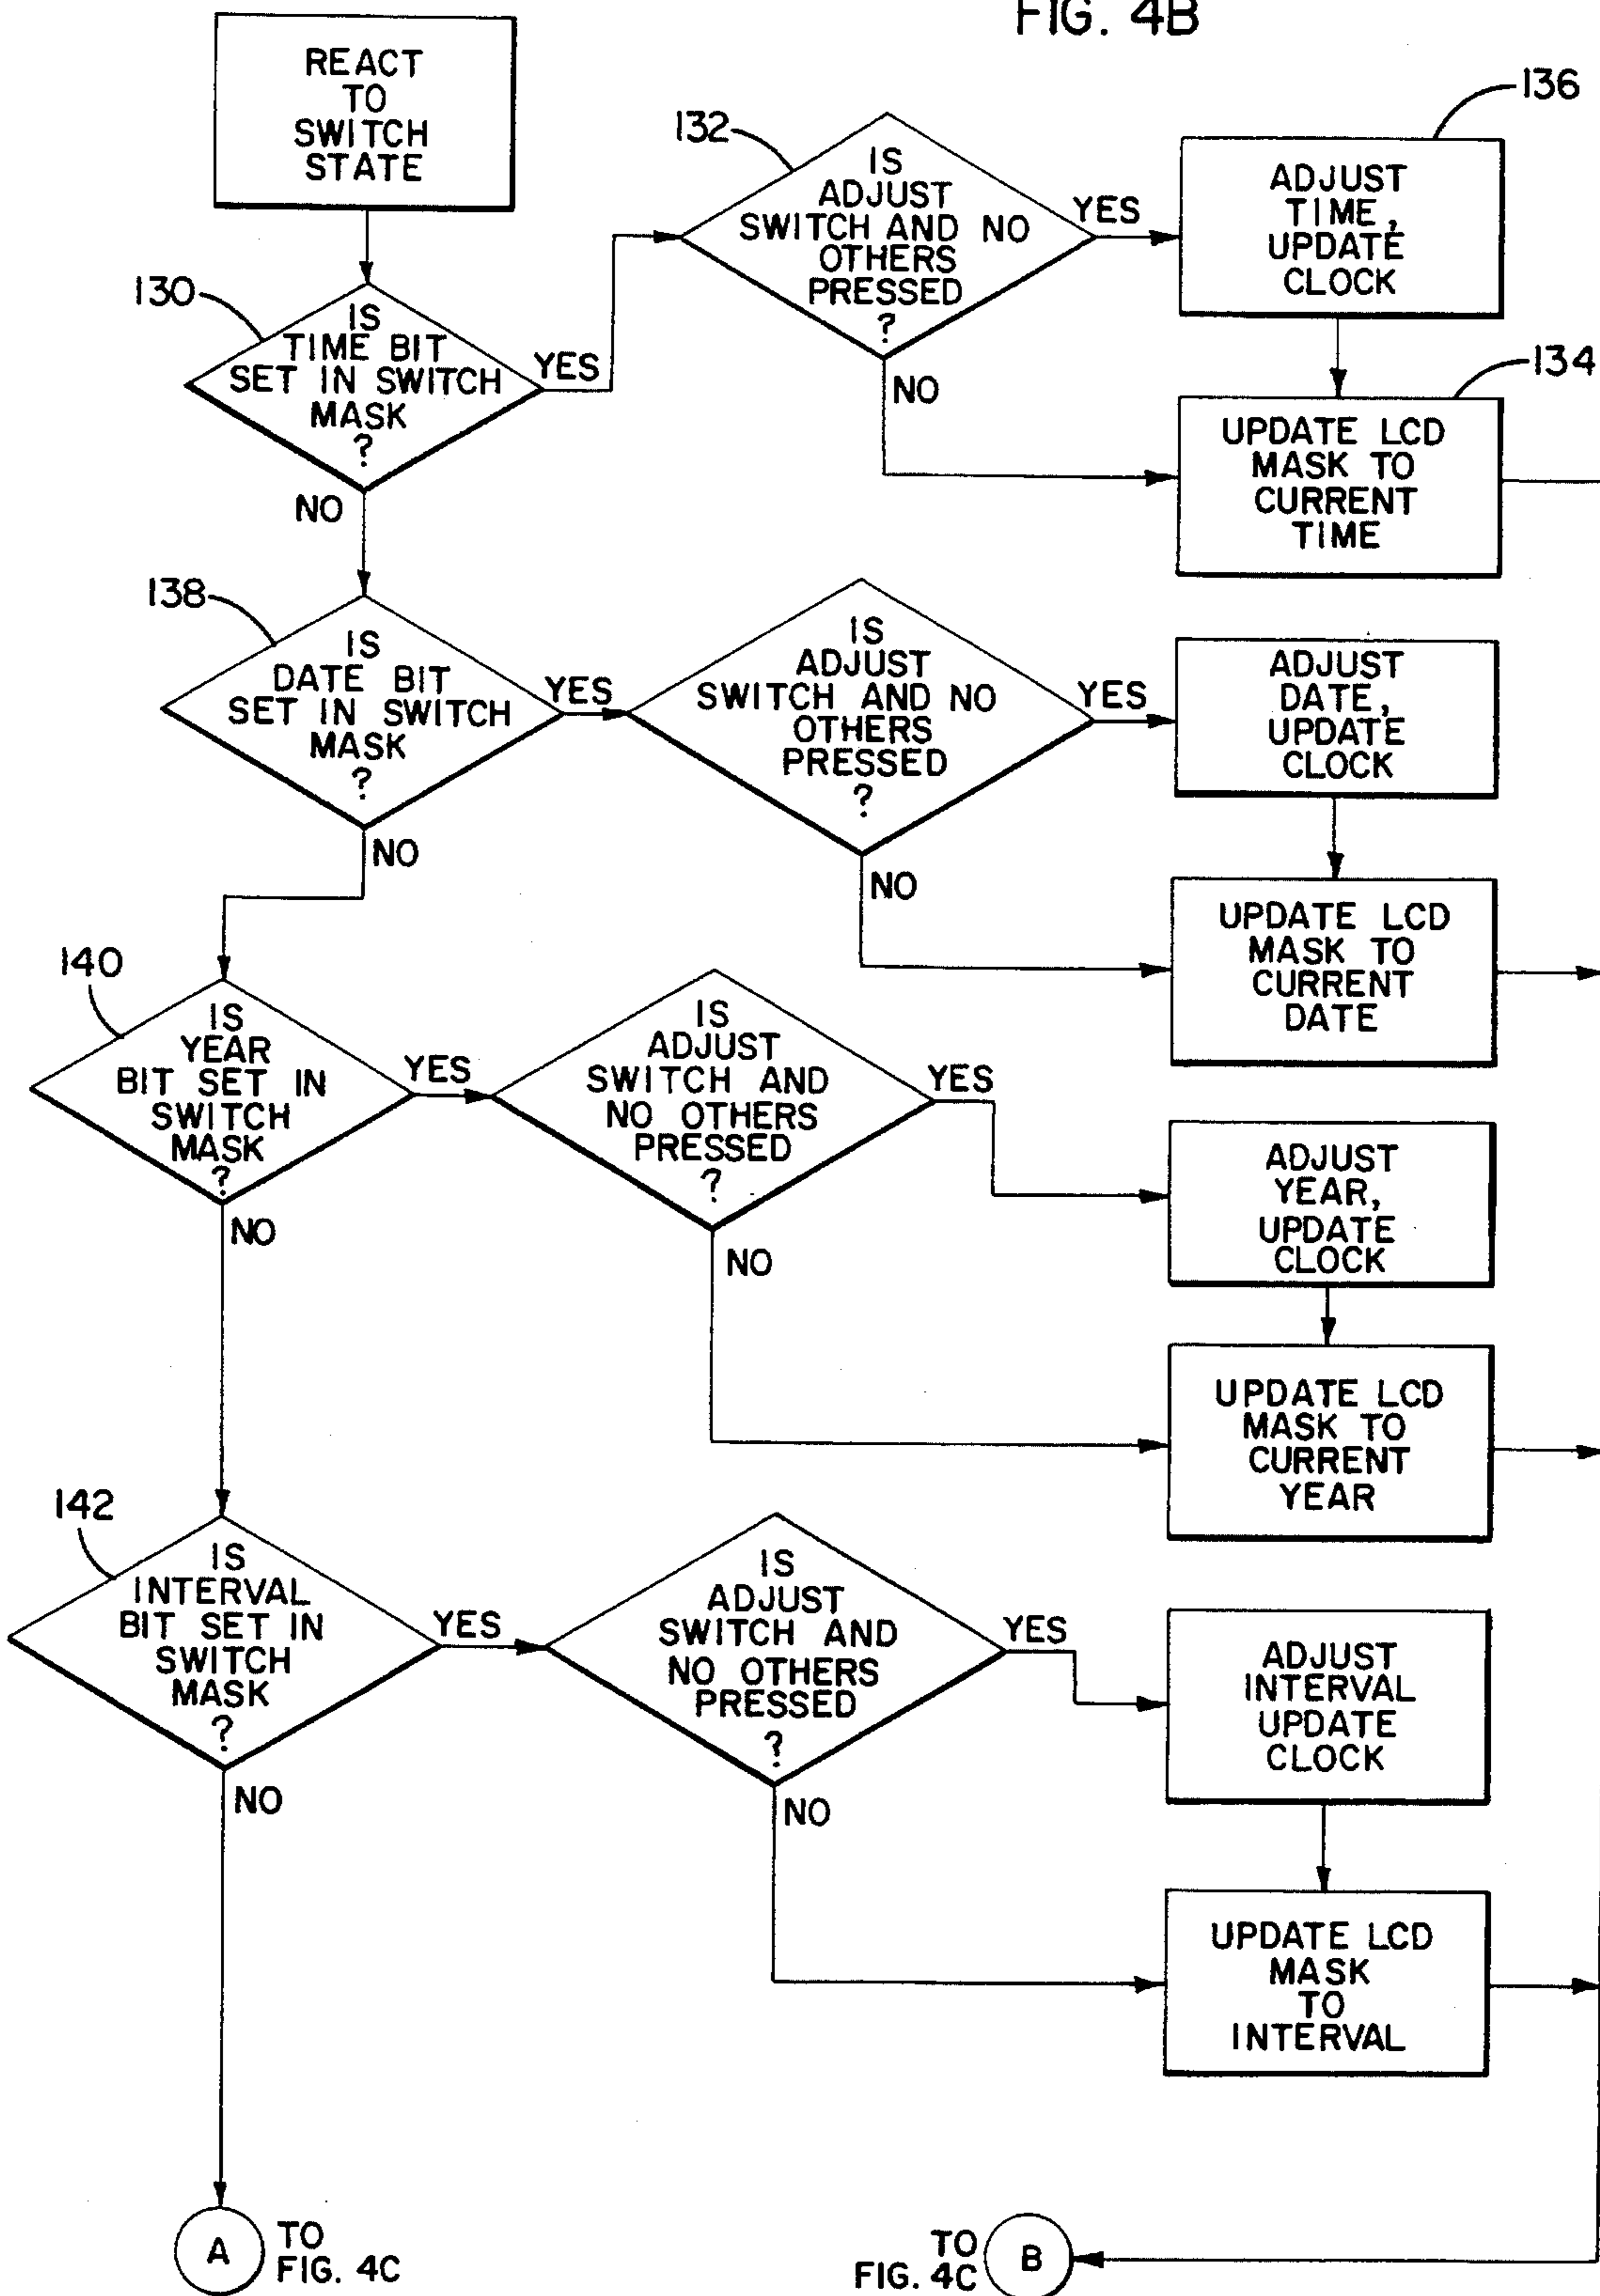 FIG. 4B
REACT
TO
SWITCH
STATE
132
IS
ADJUST
SWITCH AND NO
OTHERS
PRESSED
?
YES
NO
136
ADJUST
TIME,
UPDATE
CLOCK
130
IS
TIME BIT
SET IN SWITCH
MASK
?
YES
NO
134
UPDATE LCD
MASK TO
CURRENT
TIME
138
IS
DATE BIT
SET IN SWITCH
MASK
?
YES
NO
IS
ADJUST
SWITCH AND NO
OTHERS
PRESSED
?
YES
NO
ADJUST
DATE,
UPDATE
CLOCK
UPDATE LCD
MASK TO
CURRENT
DATE
140
IS
YEAR
BIT SET IN
SWITCH
MASK
?
YES
NO
IS
ADJUST
SWITCH AND
NO OTHERS
PRESSED
?
YES
NO
ADJUST
YEAR,
UPDATE
CLOCK
UPDATE LCD
MASK TO
CURRENT
YEAR
142
IS
INTERVAL
BIT SET IN
SWITCH
MASK
?
YES
NO
IS
ADJUST
SWITCH AND
NO OTHERS
PRESSED
?
YES
NO
ADJUST
INTERVAL
UPDATE
CLOCK
UPDATE LCD
MASK
TO
INTERVAL
A
TO
FIG. 4C
TO
FIG. 4C
B